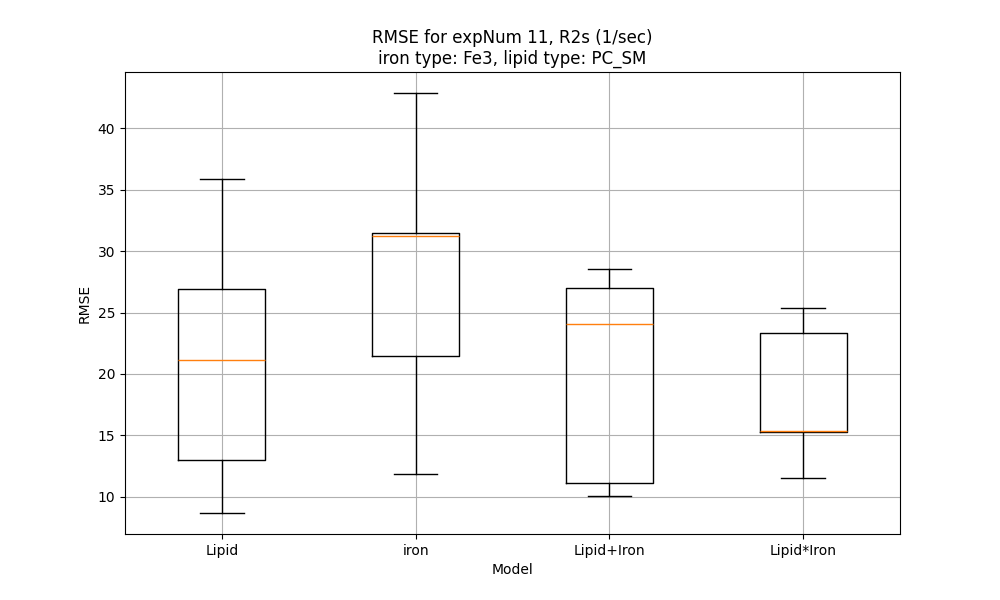 RMSE for expNum 11, R2s (1/sec)
iron type: Fe3, lipid type: PC_SM
40
35
30
25
20
15
10
RMSE
Lipid
iron
Lipid+Iron
Lipid*Iron
Model